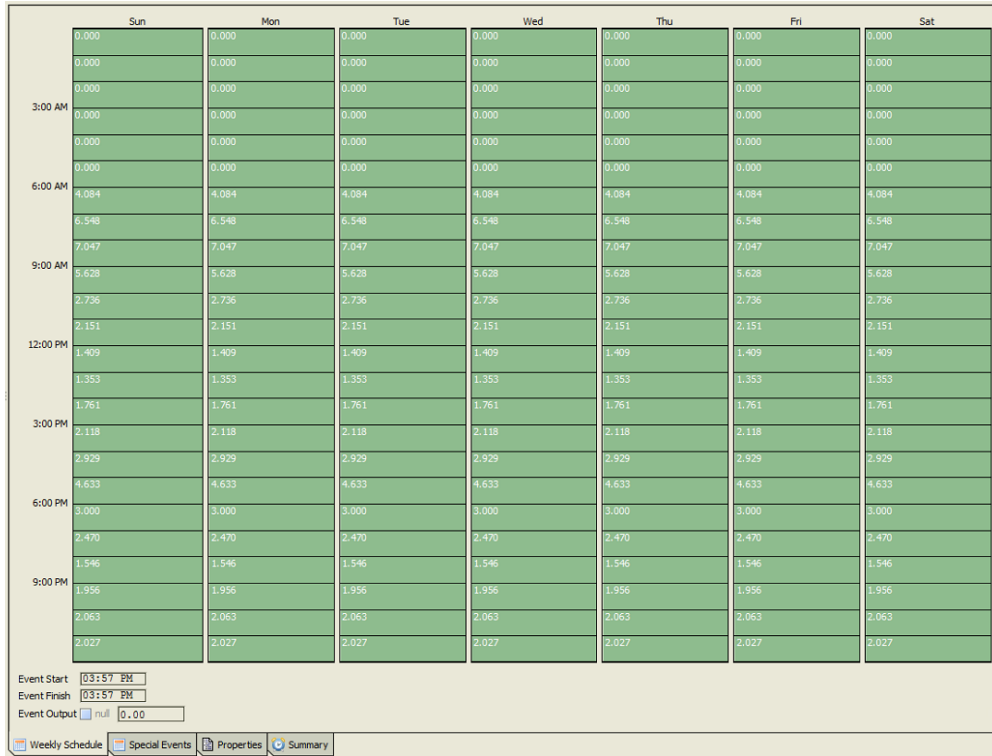 Sun Mon Tue Wed Thu Fri Sat
0.000 0.000 0.000 0.000 0.000 0.000 0.000
0.000 0.000 0.000 0.000 0.000 0.000 0.000
0.000 0.000 0.000 0.000 0.000 0.000 0.000
3:00 AM
0.000 0.000 0.000 0.000 0.000 0.000 0.000
0.000 0.000 0.000 0.000 0.000 0.000 0.000
0.000 0.000 0.000 0.000 0.000 0.000 0.000
6:00 AM
4.084 4.084 4.084 4.084 4.084 4.084 4.084
6.548 6.548 6.548 6.548 6.548 6.548 6.548
7.047 7.047 7.047 7.047 7.047 7.047 7.047
9:00 AM
5.628 5.628 5.628 5.628 5.628 5.628 5.628
2.736 2.736 2.736 2.736 2.736 2.736 2.736
2.151 2.151 2.151 2.151 2.151 2.151 2.151
12:00 PM
1.409 1.409 1.409 1.409 1.409 1.409 1.409
1.353 1.353 1.353 1.353 1.353 1.353 1.353
1.761 1.761 1.761 1.761 1.761 1.761 1.761
3:00 PM
2.118 2.118 2.118 2.118 2.118 2.118 2.118
2.929 2.929 2.929 2.929 2.929 2.929 2.929
4.633 4.633 4.633 4.633 4.633 4.633 4.633
6:00 PM
3.000 3.000 3.000 3.000 3.000 3.000 3.000
2.470 2.470 2.470 2.470 2.470 2.470 2.470
1.546 1.546 1.546 1.546 1.546 1.546 1.546
9:00 PM
1.956 1.956 1.956 1.956 1.956 1.956 1.956
2.063 2.063 2.063 2.063 2.063 2.063 2.063
2.027 2.027 2.027 2.027 2.027 2.027 2.027
Event Start 03:57 PM
Event Finish 03:57 PM
Event Output null 0.00
Weekly Schedule Special Events Properties Summary